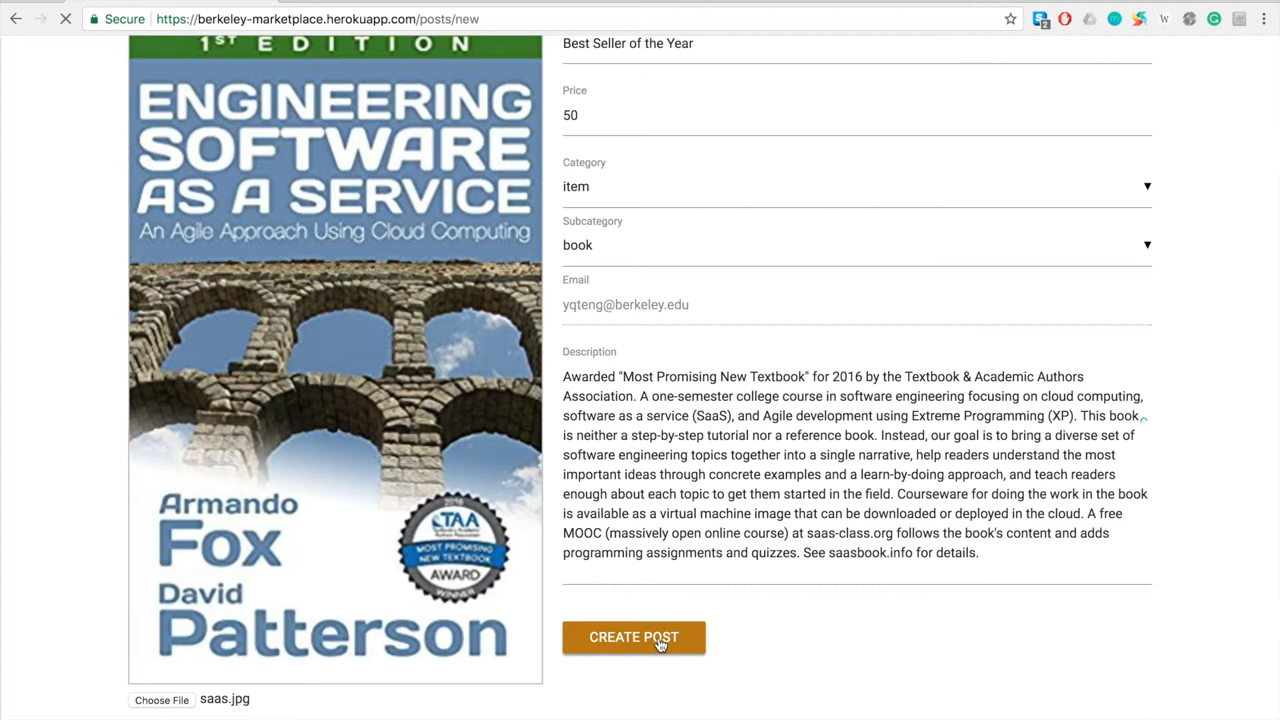 Secure https://berkeley-marketplace.herokuapp.com/posts/new
2
W
1ST EDITION
ENGINEERING
SOFTWARE
AS A SERVICE
An Agile Approach Using Cloud Computing
Armando
Fox
David
Patterson
2016
TAA
MOST PROMISING
NEW TEXTBOOK
AWARD
WINNER
Choose File saas.jpg
Best Seller of the Year
Price
50
Category
item
Subcategory
book
Email
yqteng@berkeley.edu
Description
Awarded "Most Promising New Textbook" for 2016 by the Textbook & Academic Authors
Association. A one-semester college course in software engineering focusing on cloud computing,
software as a service (SaaS), and Agile development using Extreme Programming (XP). This book
is neither a step-by-step tutorial nor a reference book. Instead, our goal is to bring a diverse set of
software engineering topics together into a single narrative, help readers understand the most
important ideas through concrete examples and a learn-by-doing approach, and teach readers
enough about each topic to get them started in the field. Courseware for doing the work in the book
is available as a virtual machine image that can be downloaded or deployed in the cloud. A free
MOOC (massively open online course) at saas-class.org follows the book's content and adds
programming assignments and quizzes. See saasbook.info for details.
CREATE POST